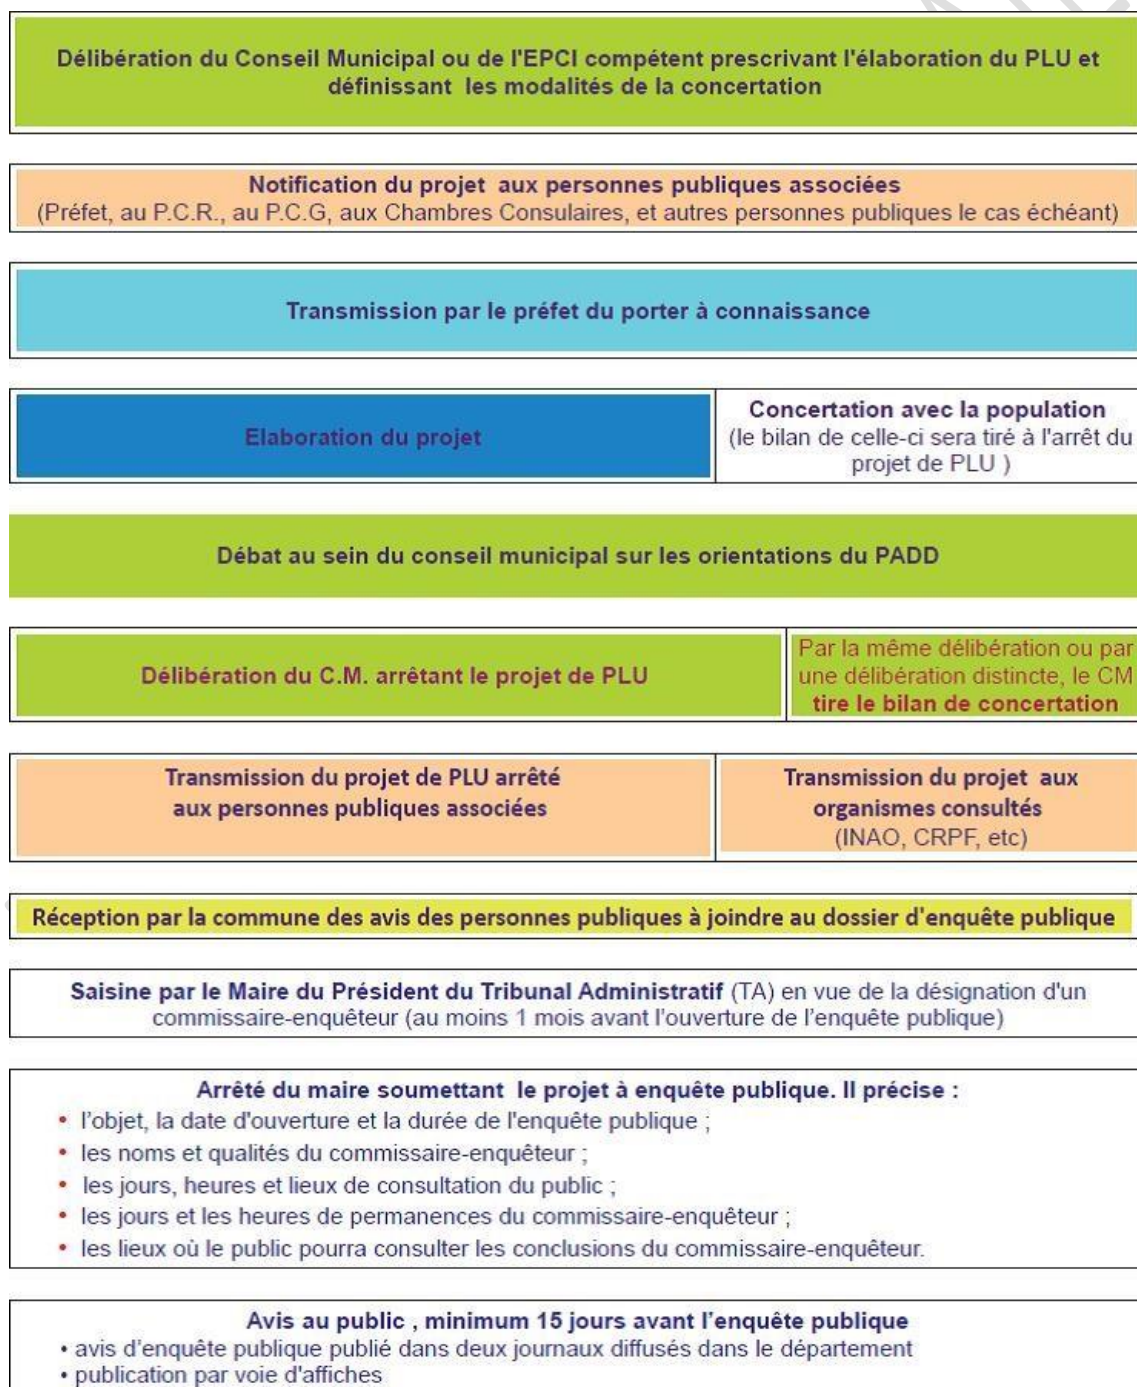 Délibération du Conseil Municipal ou de l'EPCI compétent prescrivant l'élaboration du PLU et
définissant les modalités de la concertation
Notification du projet aux personnes publiques associées
(Préfet, au P.C.R., au P.C.G, aux Chambres Consulaires, et autres personnes publiques le cas échéant)
Transmission par le préfet du porter à connaissance
Elaboration du projet
Concertation avec la population
(le bilan de celle-ci sera tiré à l'arrêt du
projet de PLU )
Débat au sein du conseil municipal sur les orientations du PADD
Délibération du C.M. arrêtant le projet de PLU
Par la même délibération ou par
une délibération distincte, le CM
tire le bilan de concertation
Transmission du projet de PLU arrêté
aux personnes publiques associées
Transmission du projet aux
organismes consultés
(INAO, CRPF, etc)
Réception par la commune des avis des personnes publiques à joindre au dossier d'enquête publique
Saisine par le Maire du Président du Tribunal Administratif (TA) en vue de la désignation d'un
commissaire-enquêteur (au moins 1 mois avant l'ouverture de l'enquête publique)
Arrêté du maire soumettant le projet à enquête publique. Il précise :
• l'objet, la date d'ouverture et la durée de l'enquête publique ;
• les noms et qualités du commissaire-enquêteur ;
• les jours, heures et lieux de consultation du public ;
• les jours et les heures de permanences du commissaire-enquêteur ;
• les lieux où le public pourra consulter les conclusions du commissaire-enquêteur.
Avis au public , minimum 15 jours avant l'enquête publique
• avis d'enquête publique publié dans deux journaux diffusés dans le département
• publication par voie d'affiches